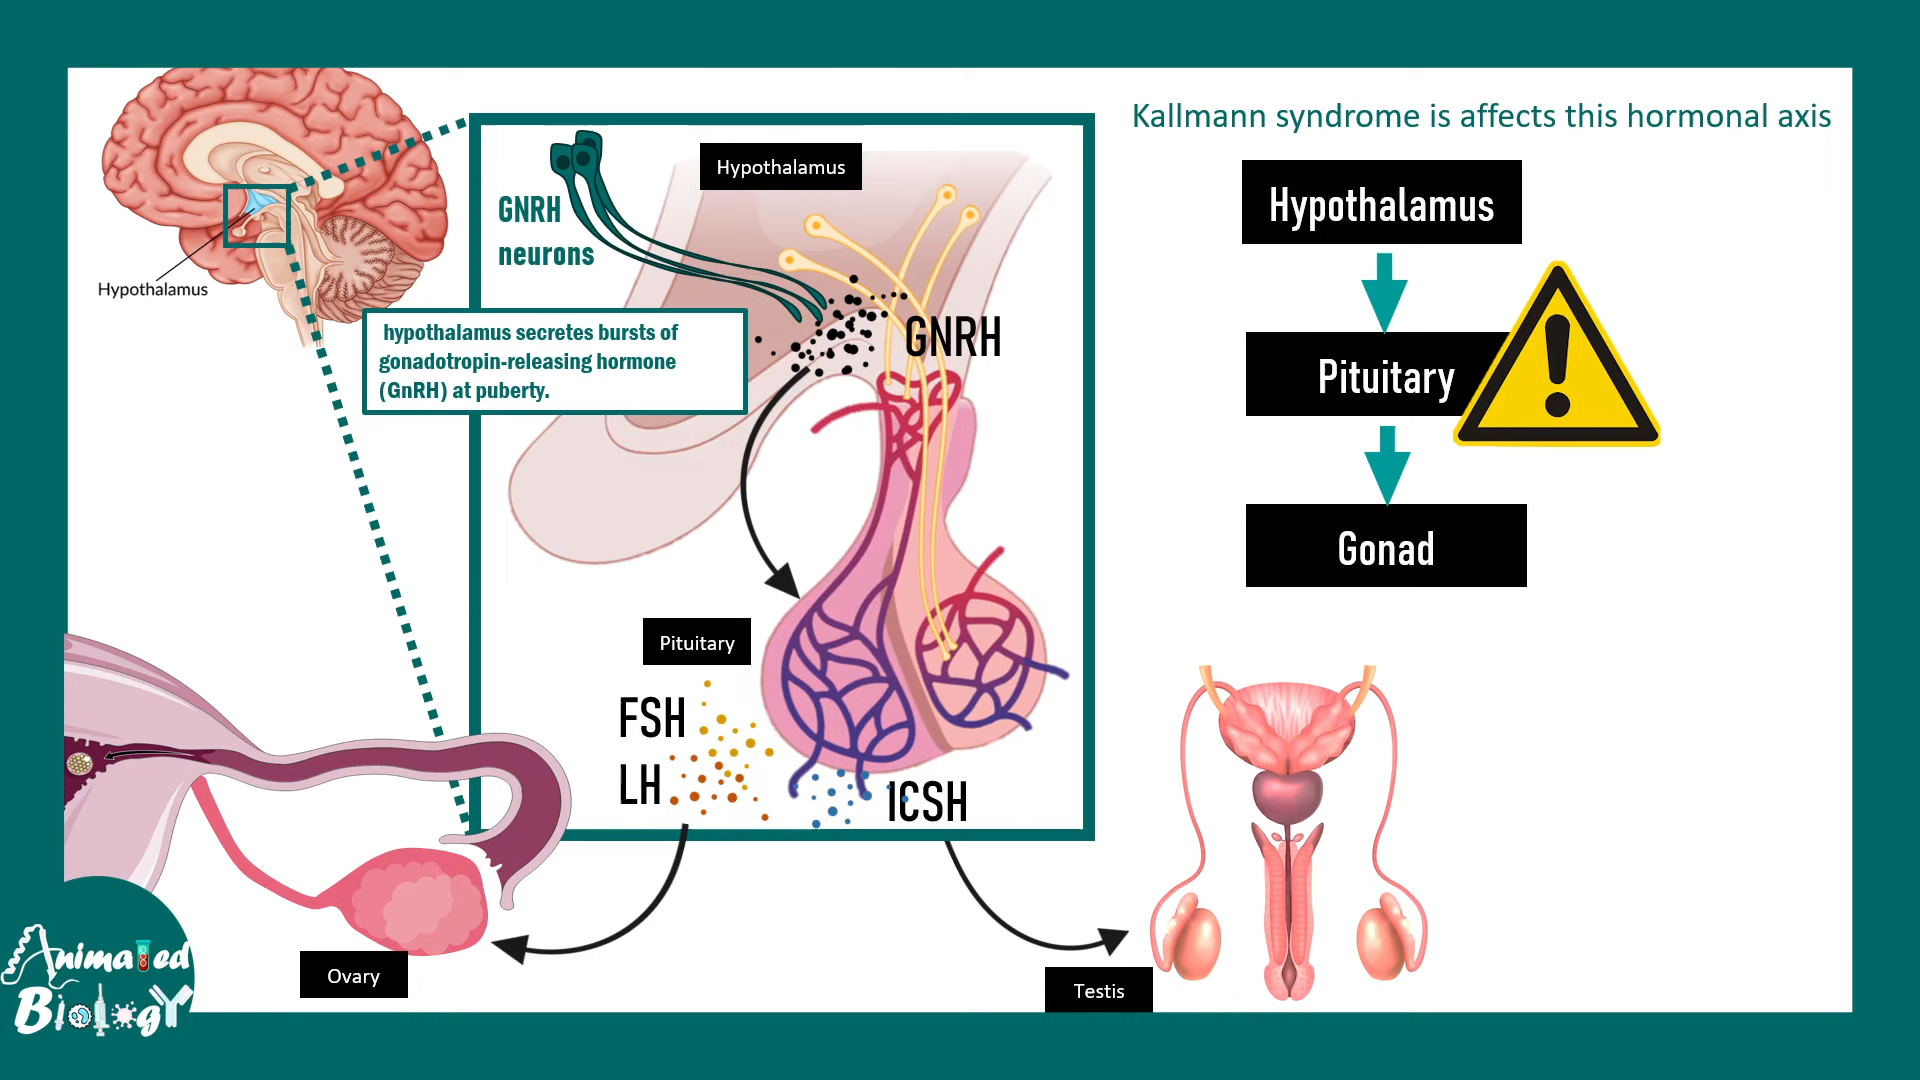 Kallmann syndrome is affects this hormonal axis
Hypothalamus
Pituitary
Gonad
Hypothalamus
GNRH
neurons
Hypothalamus
hypothalamus secretes bursts of
gonadotropin-releasing hormone
(GnRH) at puberty.
GNRH
Pituitary
FSH
LH
ICSH
Ovary
Testis
Animated
Biology